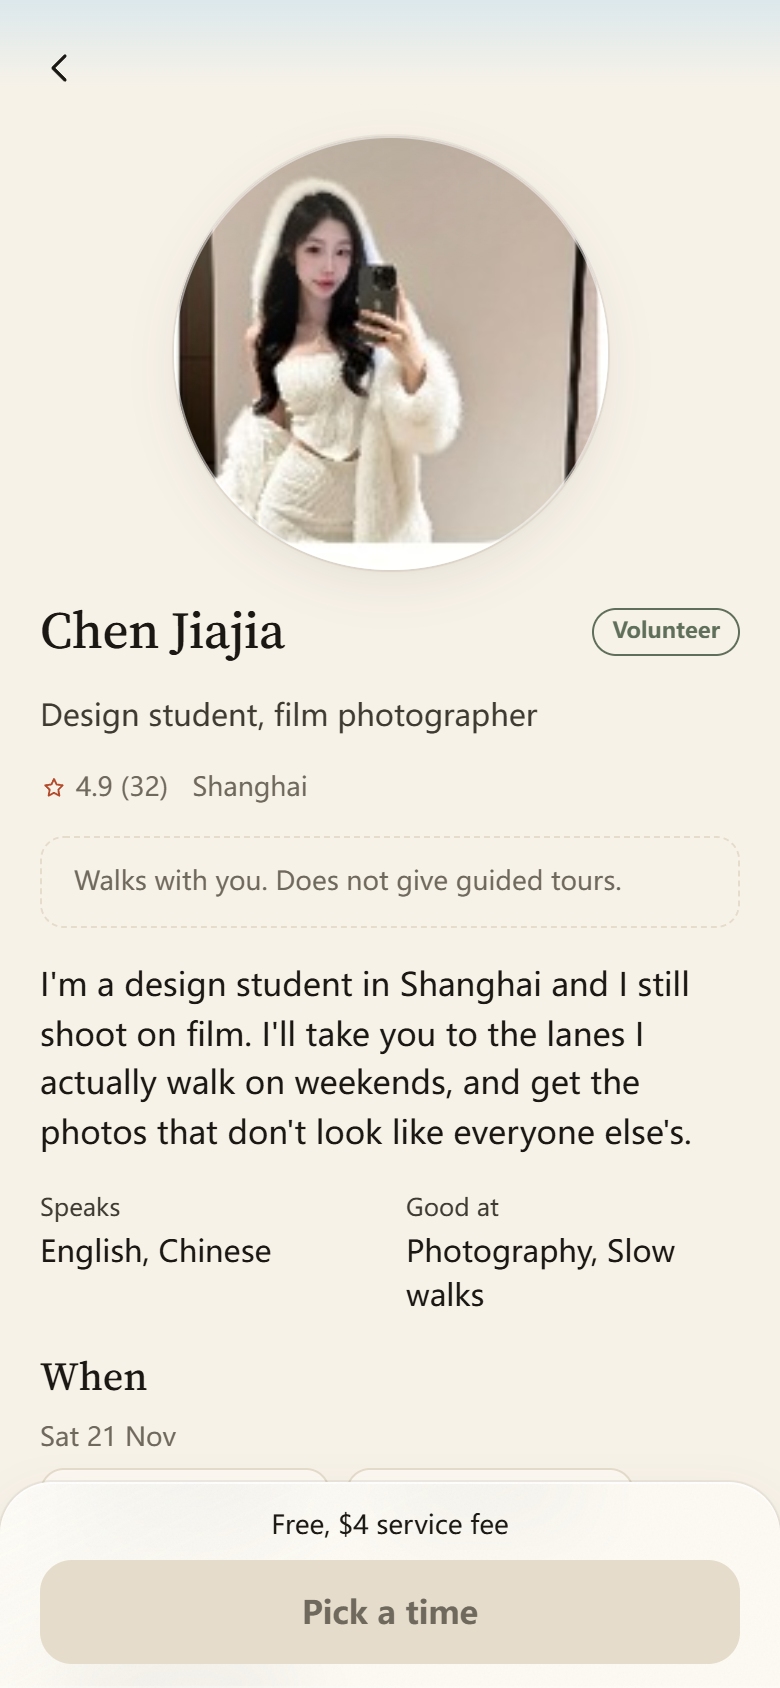 Chen Jiajia
Volunteer
Design student, film photographer
4.9 (32) Shanghai
Walks with you. Does not give guided tours.
I'm a design student in Shanghai and I still
shoot on film. I'll take you to the lanes I
actually walk on weekends, and get the
photos that don't look like everyone else's.
Speaks
English, Chinese
Good at
Photography, Slow
walks
When
Sat 21 Nov
Free, $4 service fee
Pick a time